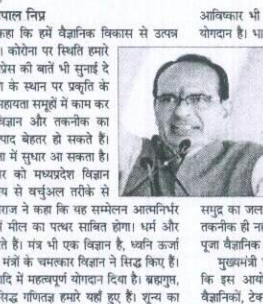 पाल निप्र
कहा कि हमें वैज्ञानिक विकास से उत्पन्न
। कोरोना पर स्थिति हमारे
प्रेस की बातें भी सुनाई दे
के स्थान पर प्रकृति के
सहायता समूहों में काम कर
विज्ञान और तकनीक का
पाद बेहतर हो सकते हैं।
ा में सुधार आ सकता है।
र को मध्यप्रदेश विज्ञान
य से वर्चुअल तरीके से
राज ने कहा कि यह सम्मेलन आत्मनिर्भर
में मील का पत्थर साबित होगा। धर्म और
ते हैं। मंत्र भी एक विज्ञान है, ध्वनि ऊर्जा
मंत्रों के चमत्कार विज्ञान ने सिद्ध किए हैं।
दि में महत्वपूर्ण योगदान दिया है। ब्रह्मगुप्त,
सिद्ध गणितज्ञ हमारे यहाँ हुए हैं। शून्य का
आविष्कार भी
योगदान है। भा
समुद्र का जल
तकनीक ही नह
पूजा वैज्ञानिक
मुख्यमंत्री
कि इस आयो
वैज्ञानिकों, टे